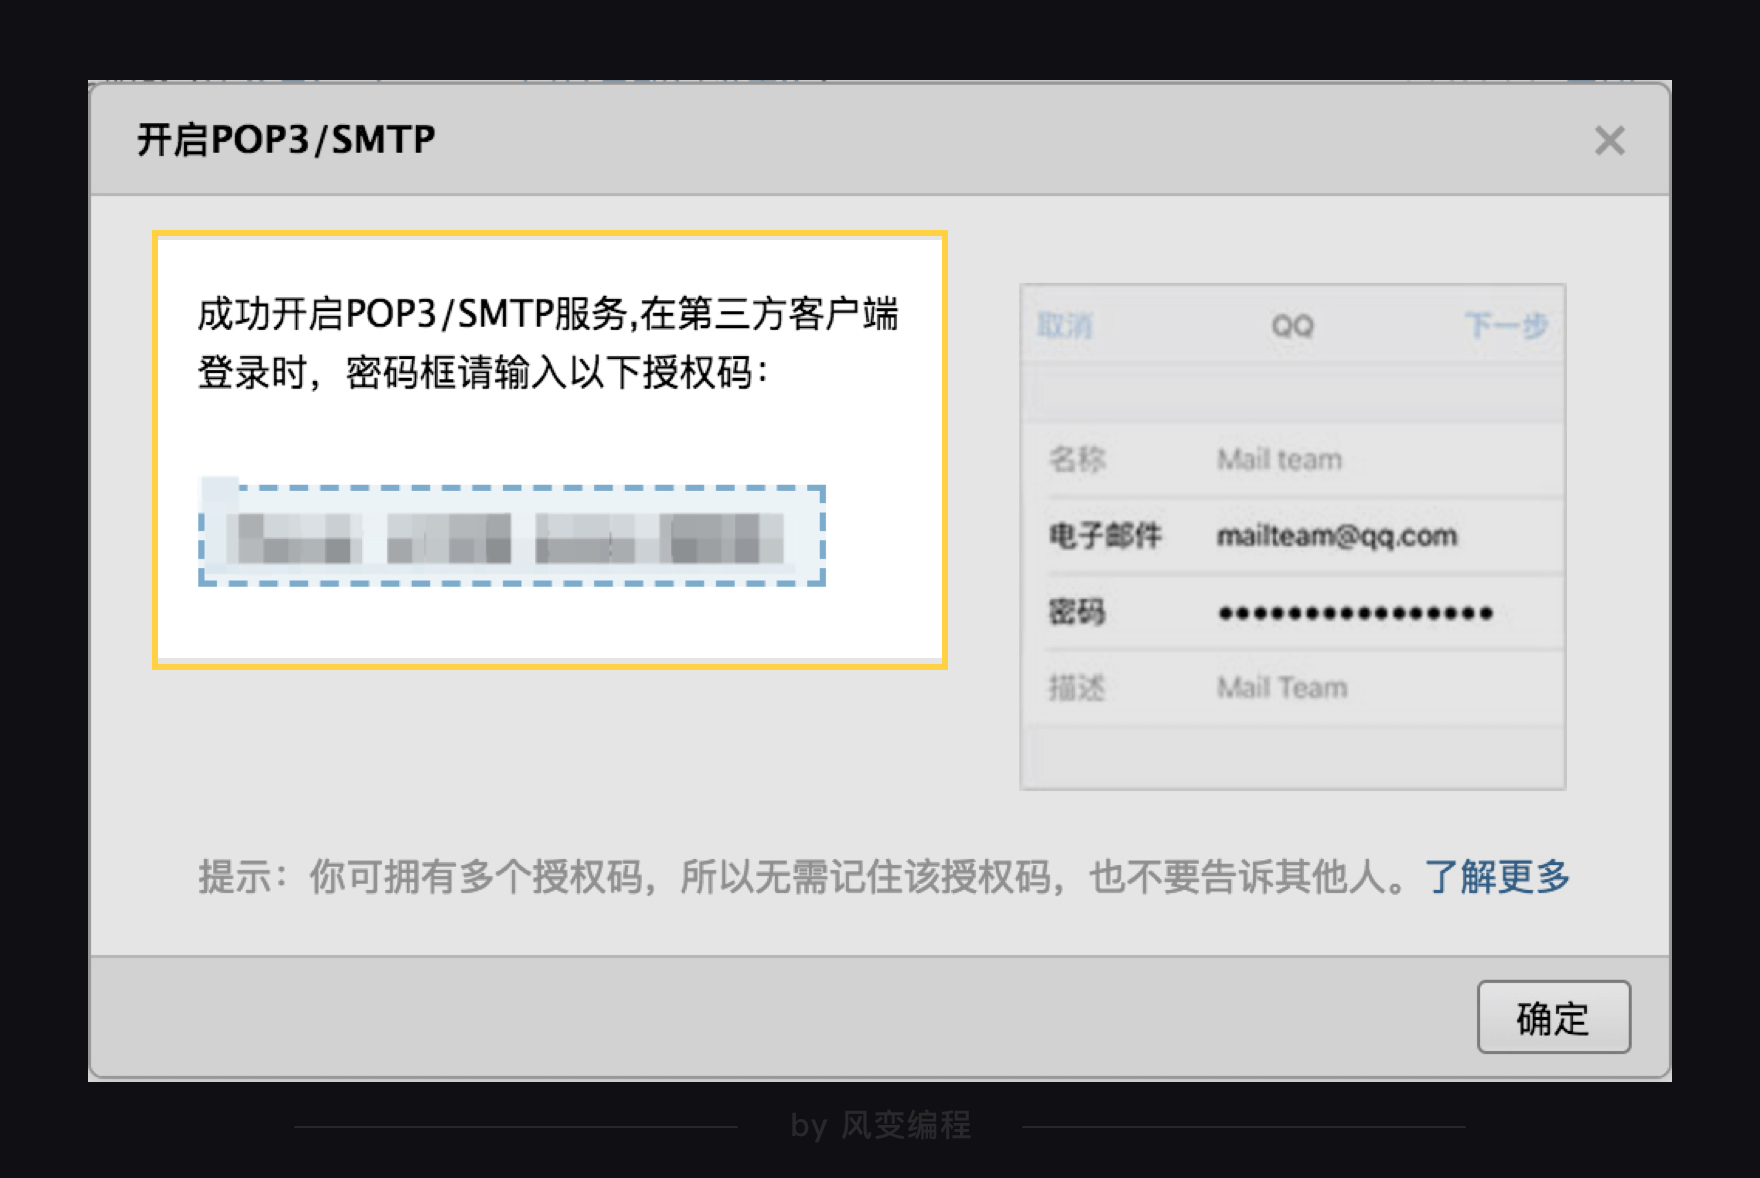 开启POP3/SMTP
成功开启POP3/SMTP服务,在第三方客户端
登录时，密码框请输入以下授权码：
取消 QQ 下一步
名称 Mail team
电子邮件 mailteam@qq.com
密码 ••••••••••••••••
描述 Mail Team
提示：你可拥有多个授权码，所以无需记住该授权码，也不要告诉其他人。了解更多
确定
by 风变编程